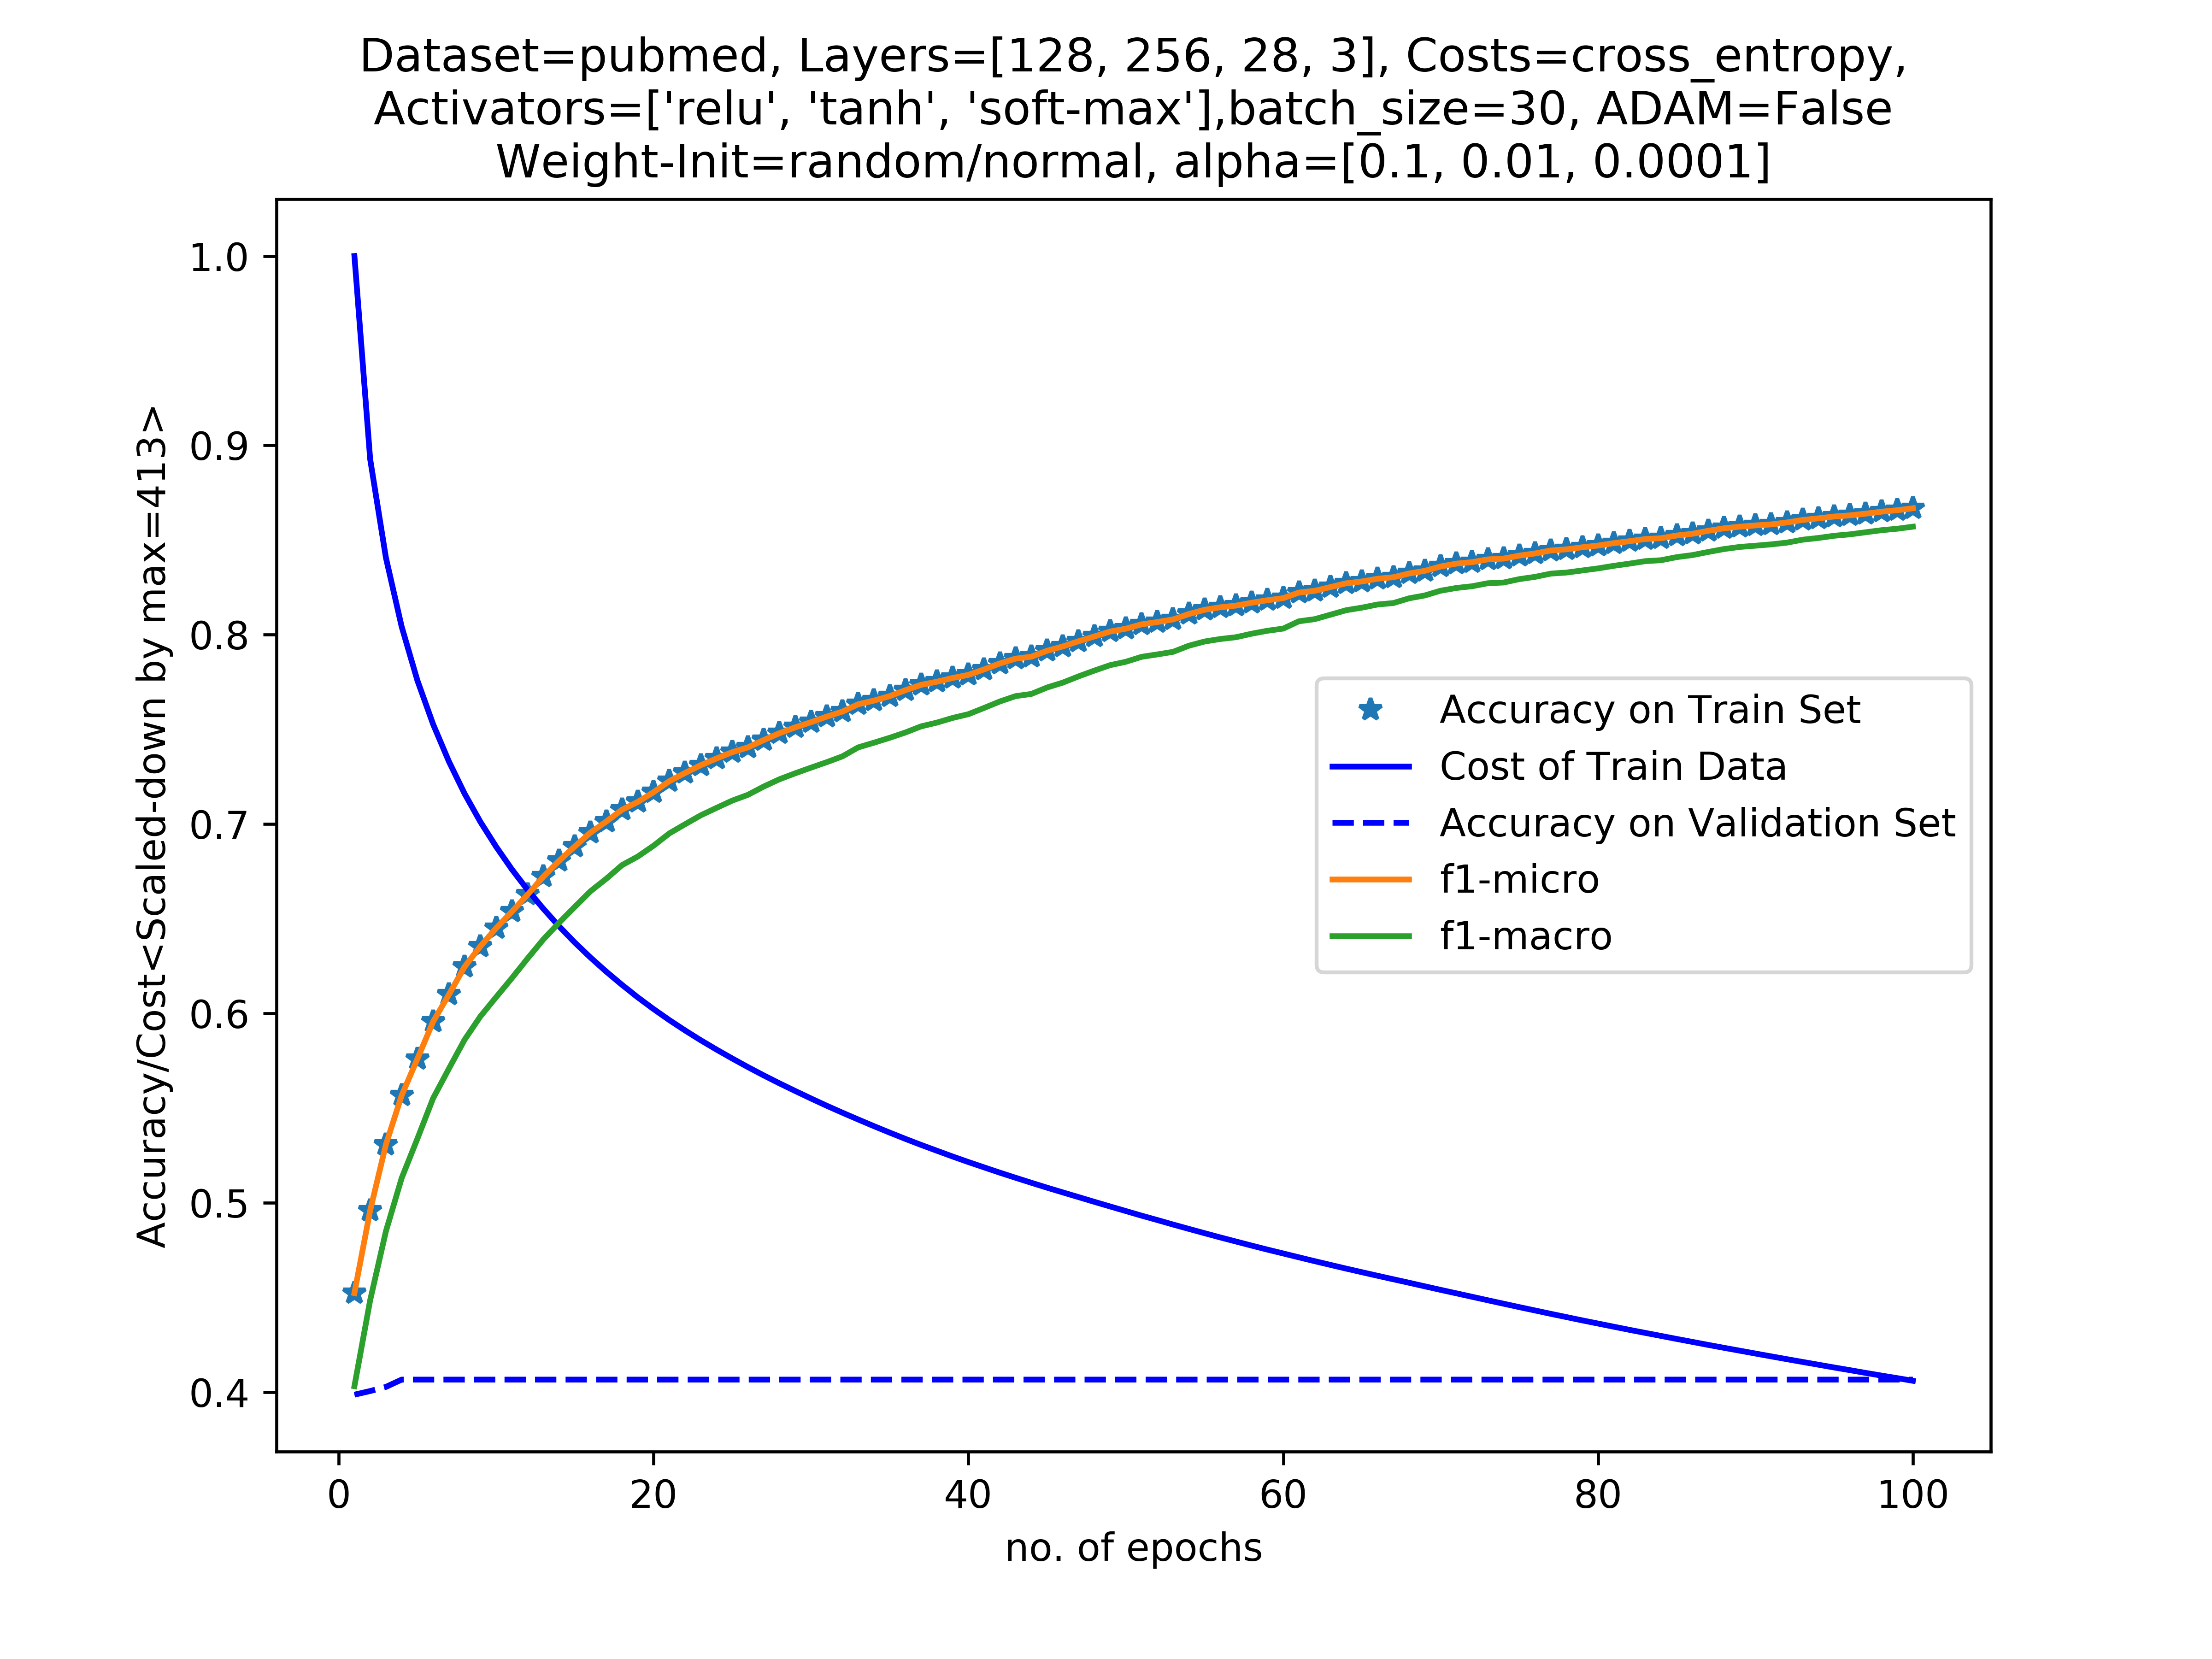 Dataset=pubmed, Layers=[128, 256, 28, 3], Costs=cross_entropy,
Activators=['relu', 'tanh', 'soft-max'],batch_size=30, ADAM=False
Weight-Init=random/normal, alpha=[0.1, 0.01, 0.0001]
Accuracy/Cost<Scaled-down by max=413>
1.0
0.9
0.8
0.7
0.6
0.5
0.4
Accuracy on Train Set
Cost of Train Data
Accuracy on Validation Set
f1-micro
f1-macro
0 20 40 60 80 100
no. of epochs